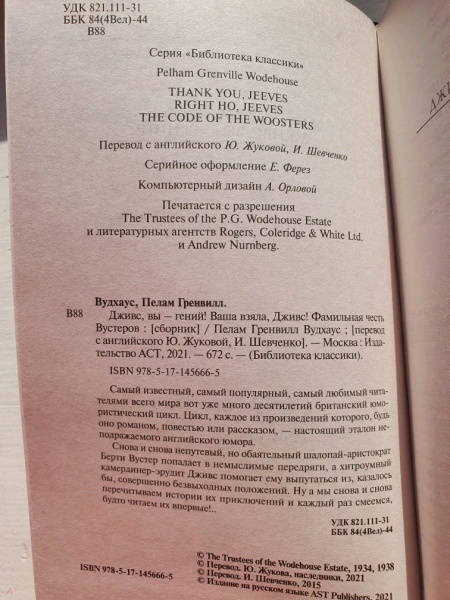 УДК 821.111-31
ББК 84(4Вел)-44
В88
Серия «Библиотека классики»
Pelham Grenville Wodehouse
THANK YOU, JEEVES
RIGHT HO, JEEVES
THE CODE OF THE WOOSTERS
Перевод с английского Ю. Жуковой, И. Шевченко
Серийное оформление Е. Ферез
Компьютерный дизайн А. Орловой
Печатается с разрешения
The Trustees of the P.G. Wodehouse Estate
и литературных агентств Rogers, Coleridge & White Ltd.
и Andrew Nurnberg.
Вудхаус, Пелам Гренвилл.
В88 Дживс, вы — гений! Ваша взяла, Дживс! Фамильная честь
Вустеров : [сборник] / Пелам Гренвилл Вудхаус ; [перевод
с английского Ю. Жуковой, И. Шевченко]. — Москва : Изда-
тельство АСТ, 2021. — 672 с. — (Библиотека классики).
ISBN 978-5-17-145666-5
Самый известный, самый популярный, самый любимый чита-
телями всего мира вот уже много десятилетий британский юмо-
ристический цикл. Цикл, каждое из произведений которого, будь
оно романом, повестью или рассказом, — настоящий эталон не-
подражаемого английского юмора.
Снова и снова непутевый, но обаятельный шалопай-аристократ
Берти Вустер попадает в немыслимые передряги, а хитроумный
камердинер-эрудит Дживс помогает ему выпутаться из, казалось
бы, совершенно безвыходных положений. Ну а мы снова и снова
перечитываем истории их приключений и каждый раз смеемся,
будто читаем их впервые!..
УДК 821.111-31
ББК 84(4Вел)-44
© The Trustees of the Wodehouse Estate, 1934, 1938
© Перевод. Ю. Жукова, наследники, 2021
© Перевод. И. Шевченко, 2015
ISBN 978-5-17-145666-5 © Издание на русском языке AST Publishers, 2021